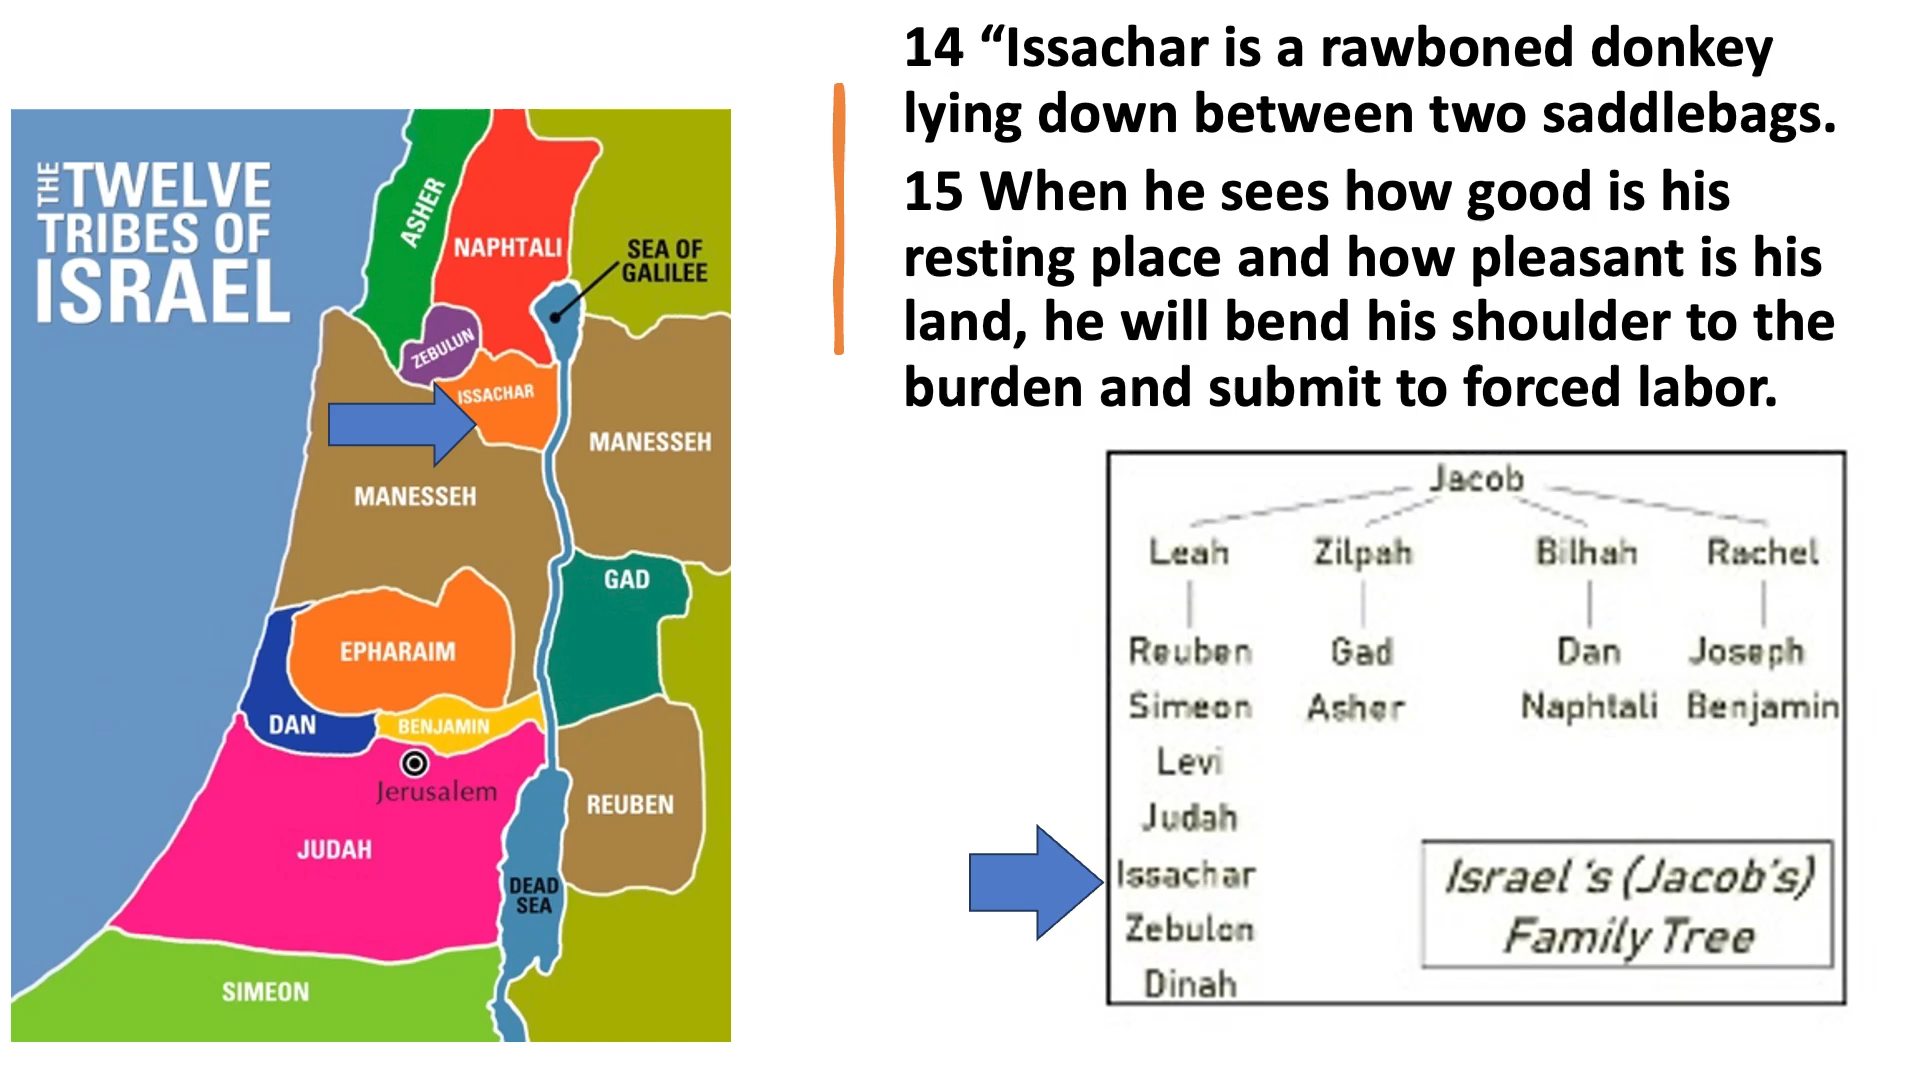 14 “Issachar is a rawboned donkey
lying down between two saddlebags.
15 When he sees how good is his
resting place and how pleasant is his
land, he will bend his shoulder to the
burden and submit to forced labor.
THE TWELVE
TRIBES OF
ISRAEL
ASHER
NAPHTALI
SEA OF
GALILEE
ZEBULUN
ISSACHAR
MANESSEH
MANESSEH
GAD
EPHARAIM
DAN
BENJAMIN
Jerusalem
REUBEN
JUDAH
DEAD
SEA
SIMEON
Jacob
Leah Zilpah Bilhah Rachel
Reuben Gad Dan Joseph
Simeon Asher Naphtali Benjamin
Levi
Judah
Issachar
Zebulon
Dinah
Israel 's (Jacob's)
Family Tree